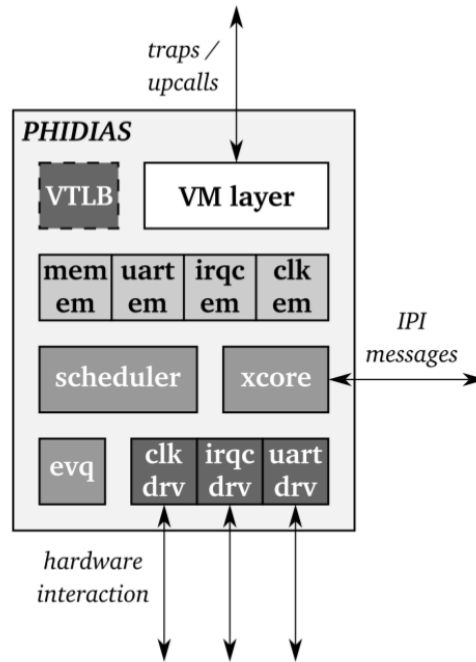 traps /
upcalls
PHIDIAS
VTLB
VM layer
mem uart irqc clk
em em em em
scheduler
xcore
IPI
messages
evq
clk irqc uart
drv drv drv
hardware
interaction